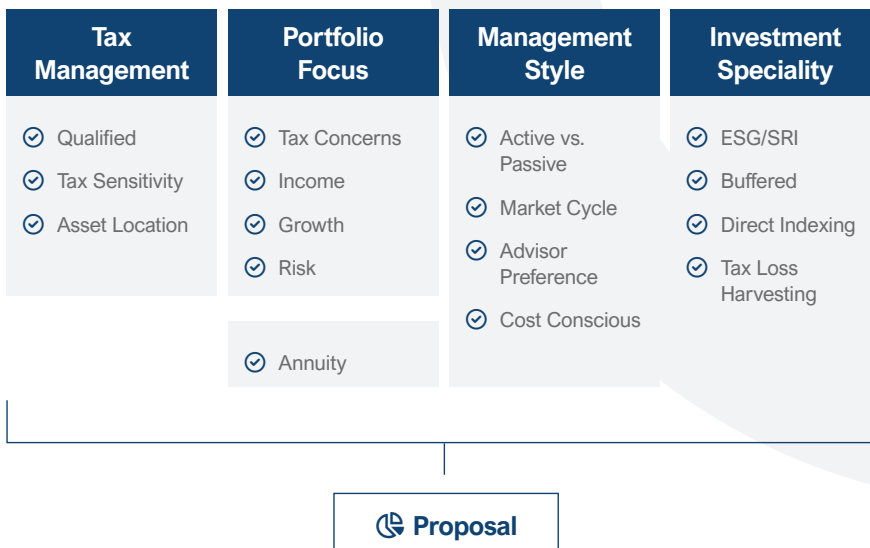 Tax
Management
Qualified
Tax Sensitivity
Asset Location
Portfolio
Focus
Tax Concerns
Income
Growth
Risk
Annuity
Management
Style
Active vs.
Passive
Market Cycle
Advisor
Preference
Cost Conscious
Investment
Speciality
ESG/SRI
Buffered
Direct Indexing
Tax Loss
Harvesting
Proposal